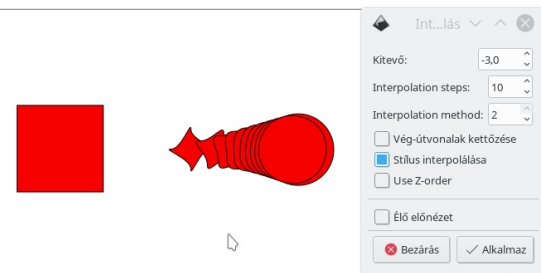 Int...lás
Kitevő: -3,0
Interpolation steps: 10
Interpolation method: 2
Vég-útvonalak kettőzése
Stílus interpolálása
Use Z-order
Élő előnézet
Bezárás Alkalmaz